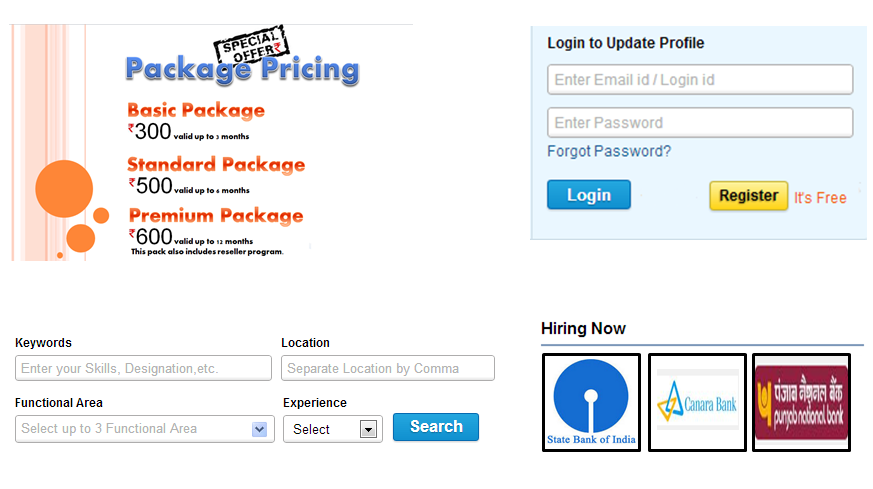 SPECIAL
OFFER₹
Package Pricing
Basic Package
₹300 valid up to 3 months
Standard Package
₹500 valid up to 6 months
Premium Package
₹600 valid up to 12 months
This pack also includes reseller program.
Login to Update Profile
Enter Email id / Login id
Enter Password
Forgot Password?
Login
Register It's Free
Keywords
Enter your Skills, Designation,etc.
Location
Separate Location by Comma
Functional Area
Select up to 3 Functional Area
Experience
Select
Search
Hiring Now
State Bank of India
Canara Bank
पंजाब नैशनल बैंक
punjab national bank